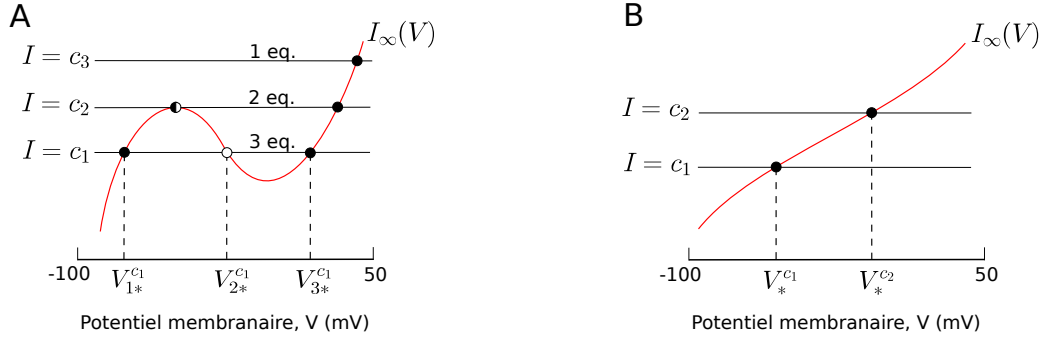 A
I∞(V)
I = c₃
1 eq.
I = c₂
2 eq.
I = c₁
3 eq.
-100
V₁*^c₁
V₂*^c₁
V₃*^c₁
50
Potentiel membranaire, V (mV)
B
I∞(V)
I = c₂
I = c₁
-100
V*^c₁
V*^c₂
50
Potentiel membranaire, V (mV)